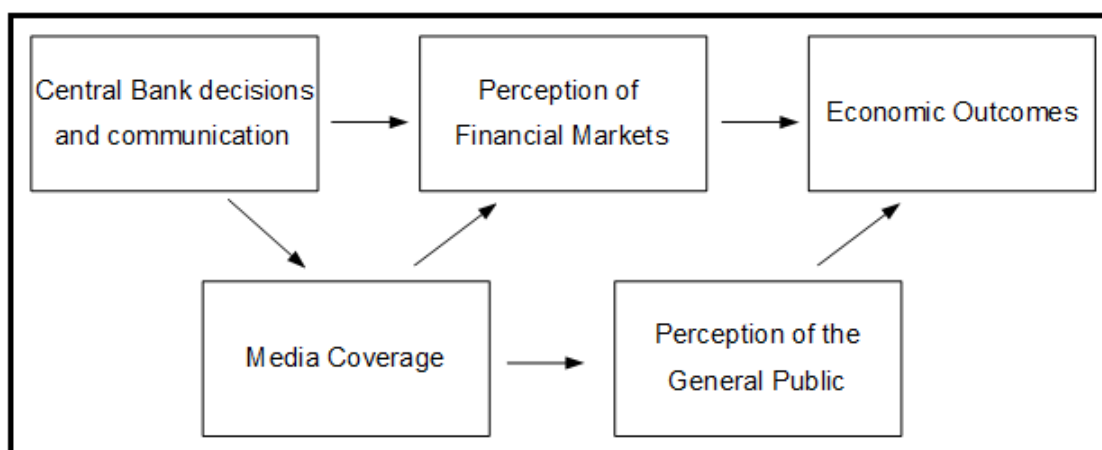 Central Bank decisions
and communication
Perception of
Financial Markets
Economic Outcomes
Media Coverage
Perception of the
General Public